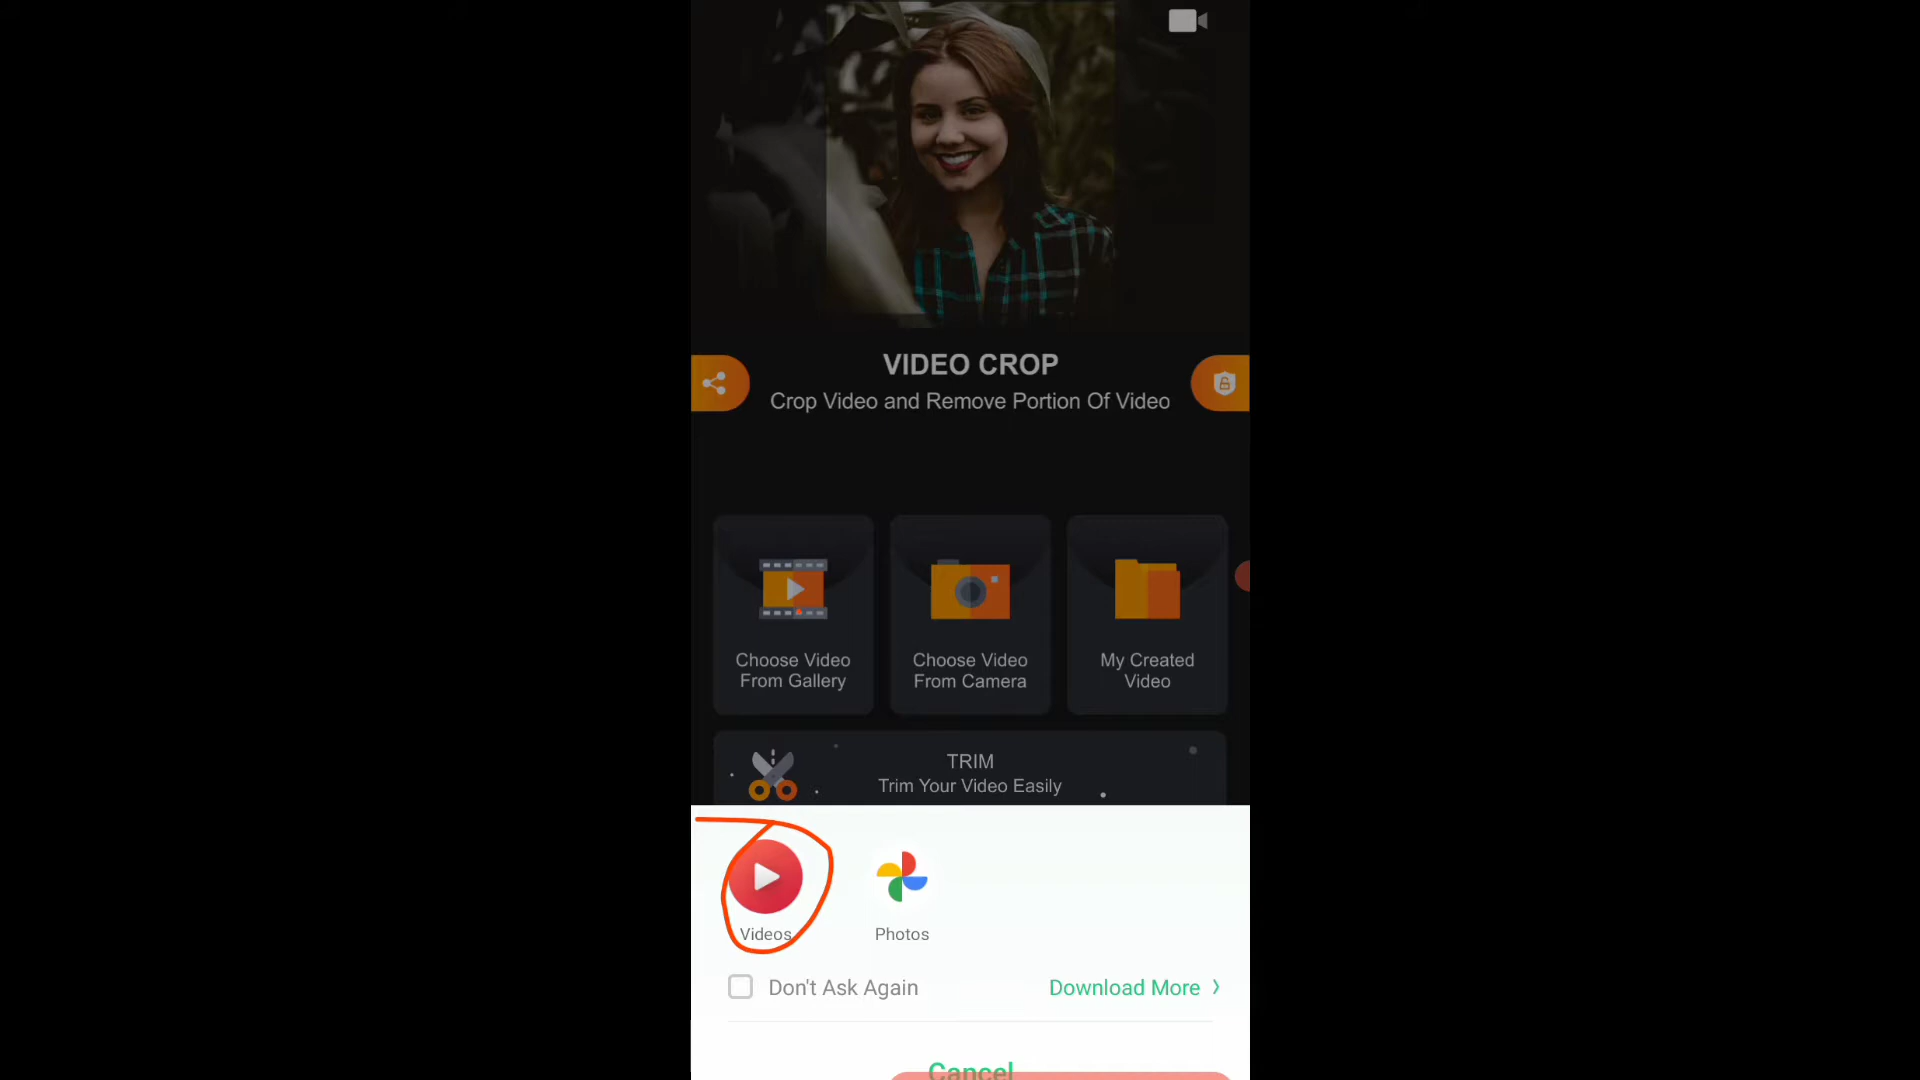 VIDEO CROP
Crop Video and Remove Portion Of Video
Choose Video
From Gallery
Choose Video
From Camera
My Created
Video
TRIM
Trim Your Video Easily
Videos
Photos
Don't Ask Again
Download More
Cancel